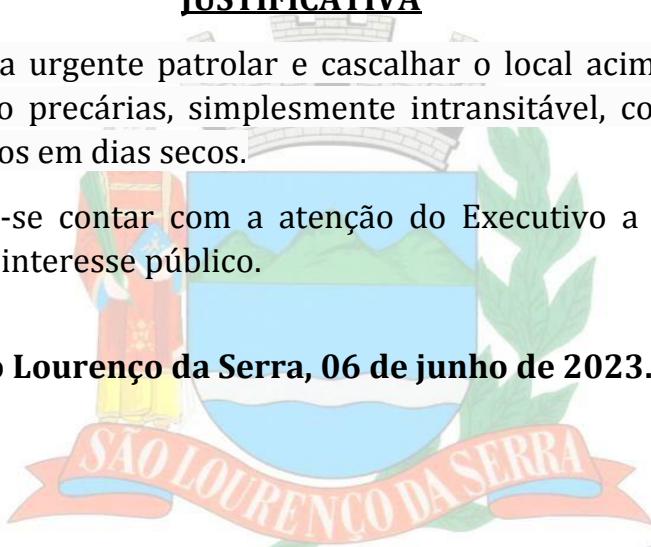 JUSTIFICATIVA
a urgente patrolar e cascalhar o local acim
o precárias, simplesmente intransitável, co
os em dias secos.
-se contar com a atenção do Executivo a
interesse público.
o Lourenço da Serra, 06 de junho de 2023.
SÃO LOURENÇO DA SERRA